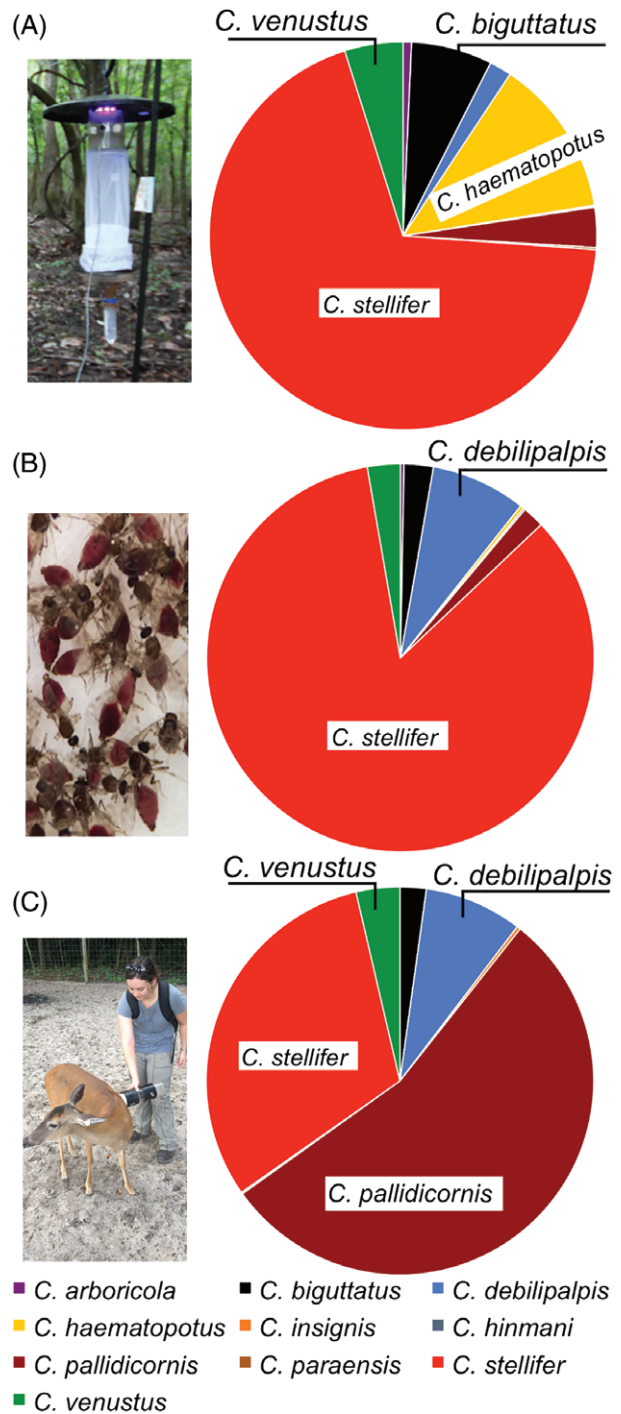 (A)
C. venustus
C. biguttatus
C. haematopotus
C. stellifer
(B)
C. debilipalpis
C. stellifer
(C)
C. venustus
C. debilipalpis
C. stellifer
C. pallidicornis
C. arboricola
C. biguttatus
C. debilipalpis
C. haematopotus
C. insignis
C. hinmani
C. pallidicornis
C. paraensis
C. stellifer
C. venustus